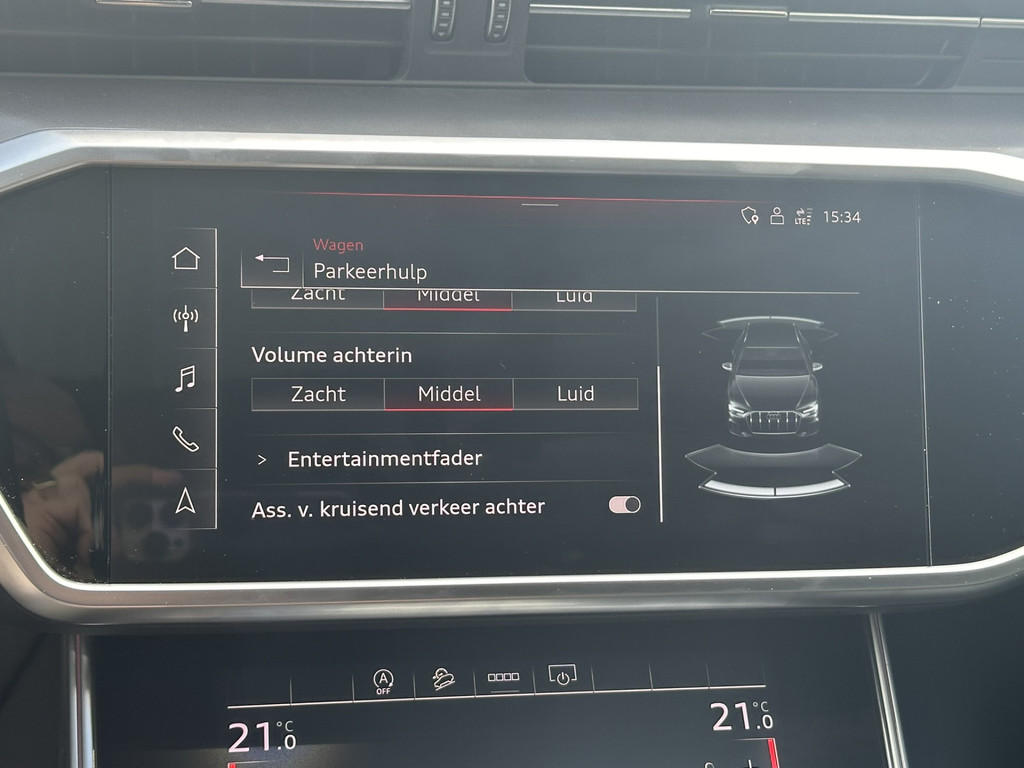 LTE 15:34
Wagen
Parkeerhulp
Zacht Middel Luid
Volume achterin
Zacht Middel Luid
> Entertainmentfader
Ass. v. kruisend verkeer achter
A
OFF
21.0 °C 21.0 °C